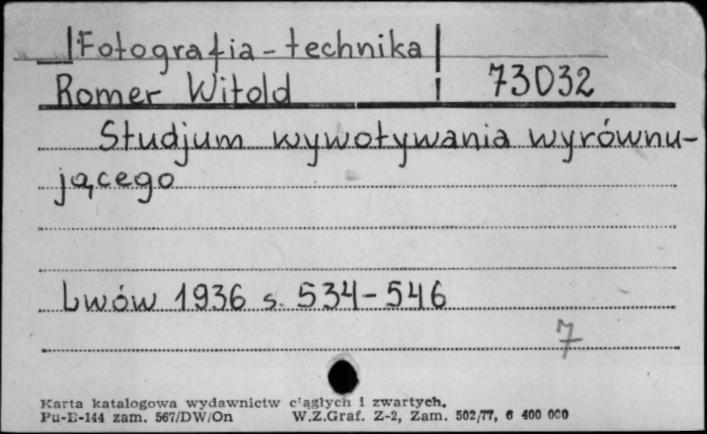 Fotografia - technika
Romer Witold 73032
Studjum wywoływania wyrównu-
jącego
Lwów 1936 s. 534-546
7
Karta katalogowa wydawnictw ciągłych i zwartych.
Pu-B-144 zam. 567/DW/On W.Z.Graf. Z-2, Zam. 502/77, 6 400 000